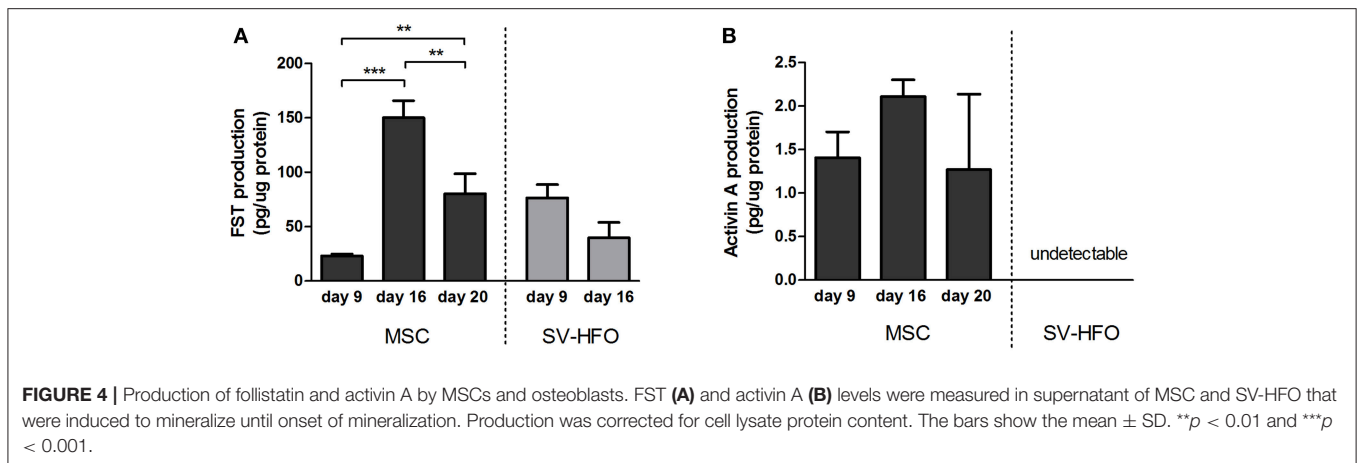 A
**
***
**
200
150
100
50
0
FST production
(pg/ug protein)
day 9 day 16 day 20 day 9 day 16
MSC SV-HFO
B
2.5
2.0
1.5
1.0
0.5
0.0
Activin A production
(pg/ug protein)
undetectable
day 9 day 16 day 20
MSC SV-HFO
FIGURE 4 | Production of follistatin and activin A by MSCs and osteoblasts. FST (A) and activin A (B) levels were measured in supernatant of MSC and SV-HFO that
were induced to mineralize until onset of mineralization. Production was corrected for cell lysate protein content. The bars show the mean ± SD. **p < 0.01 and ***p
< 0.001.